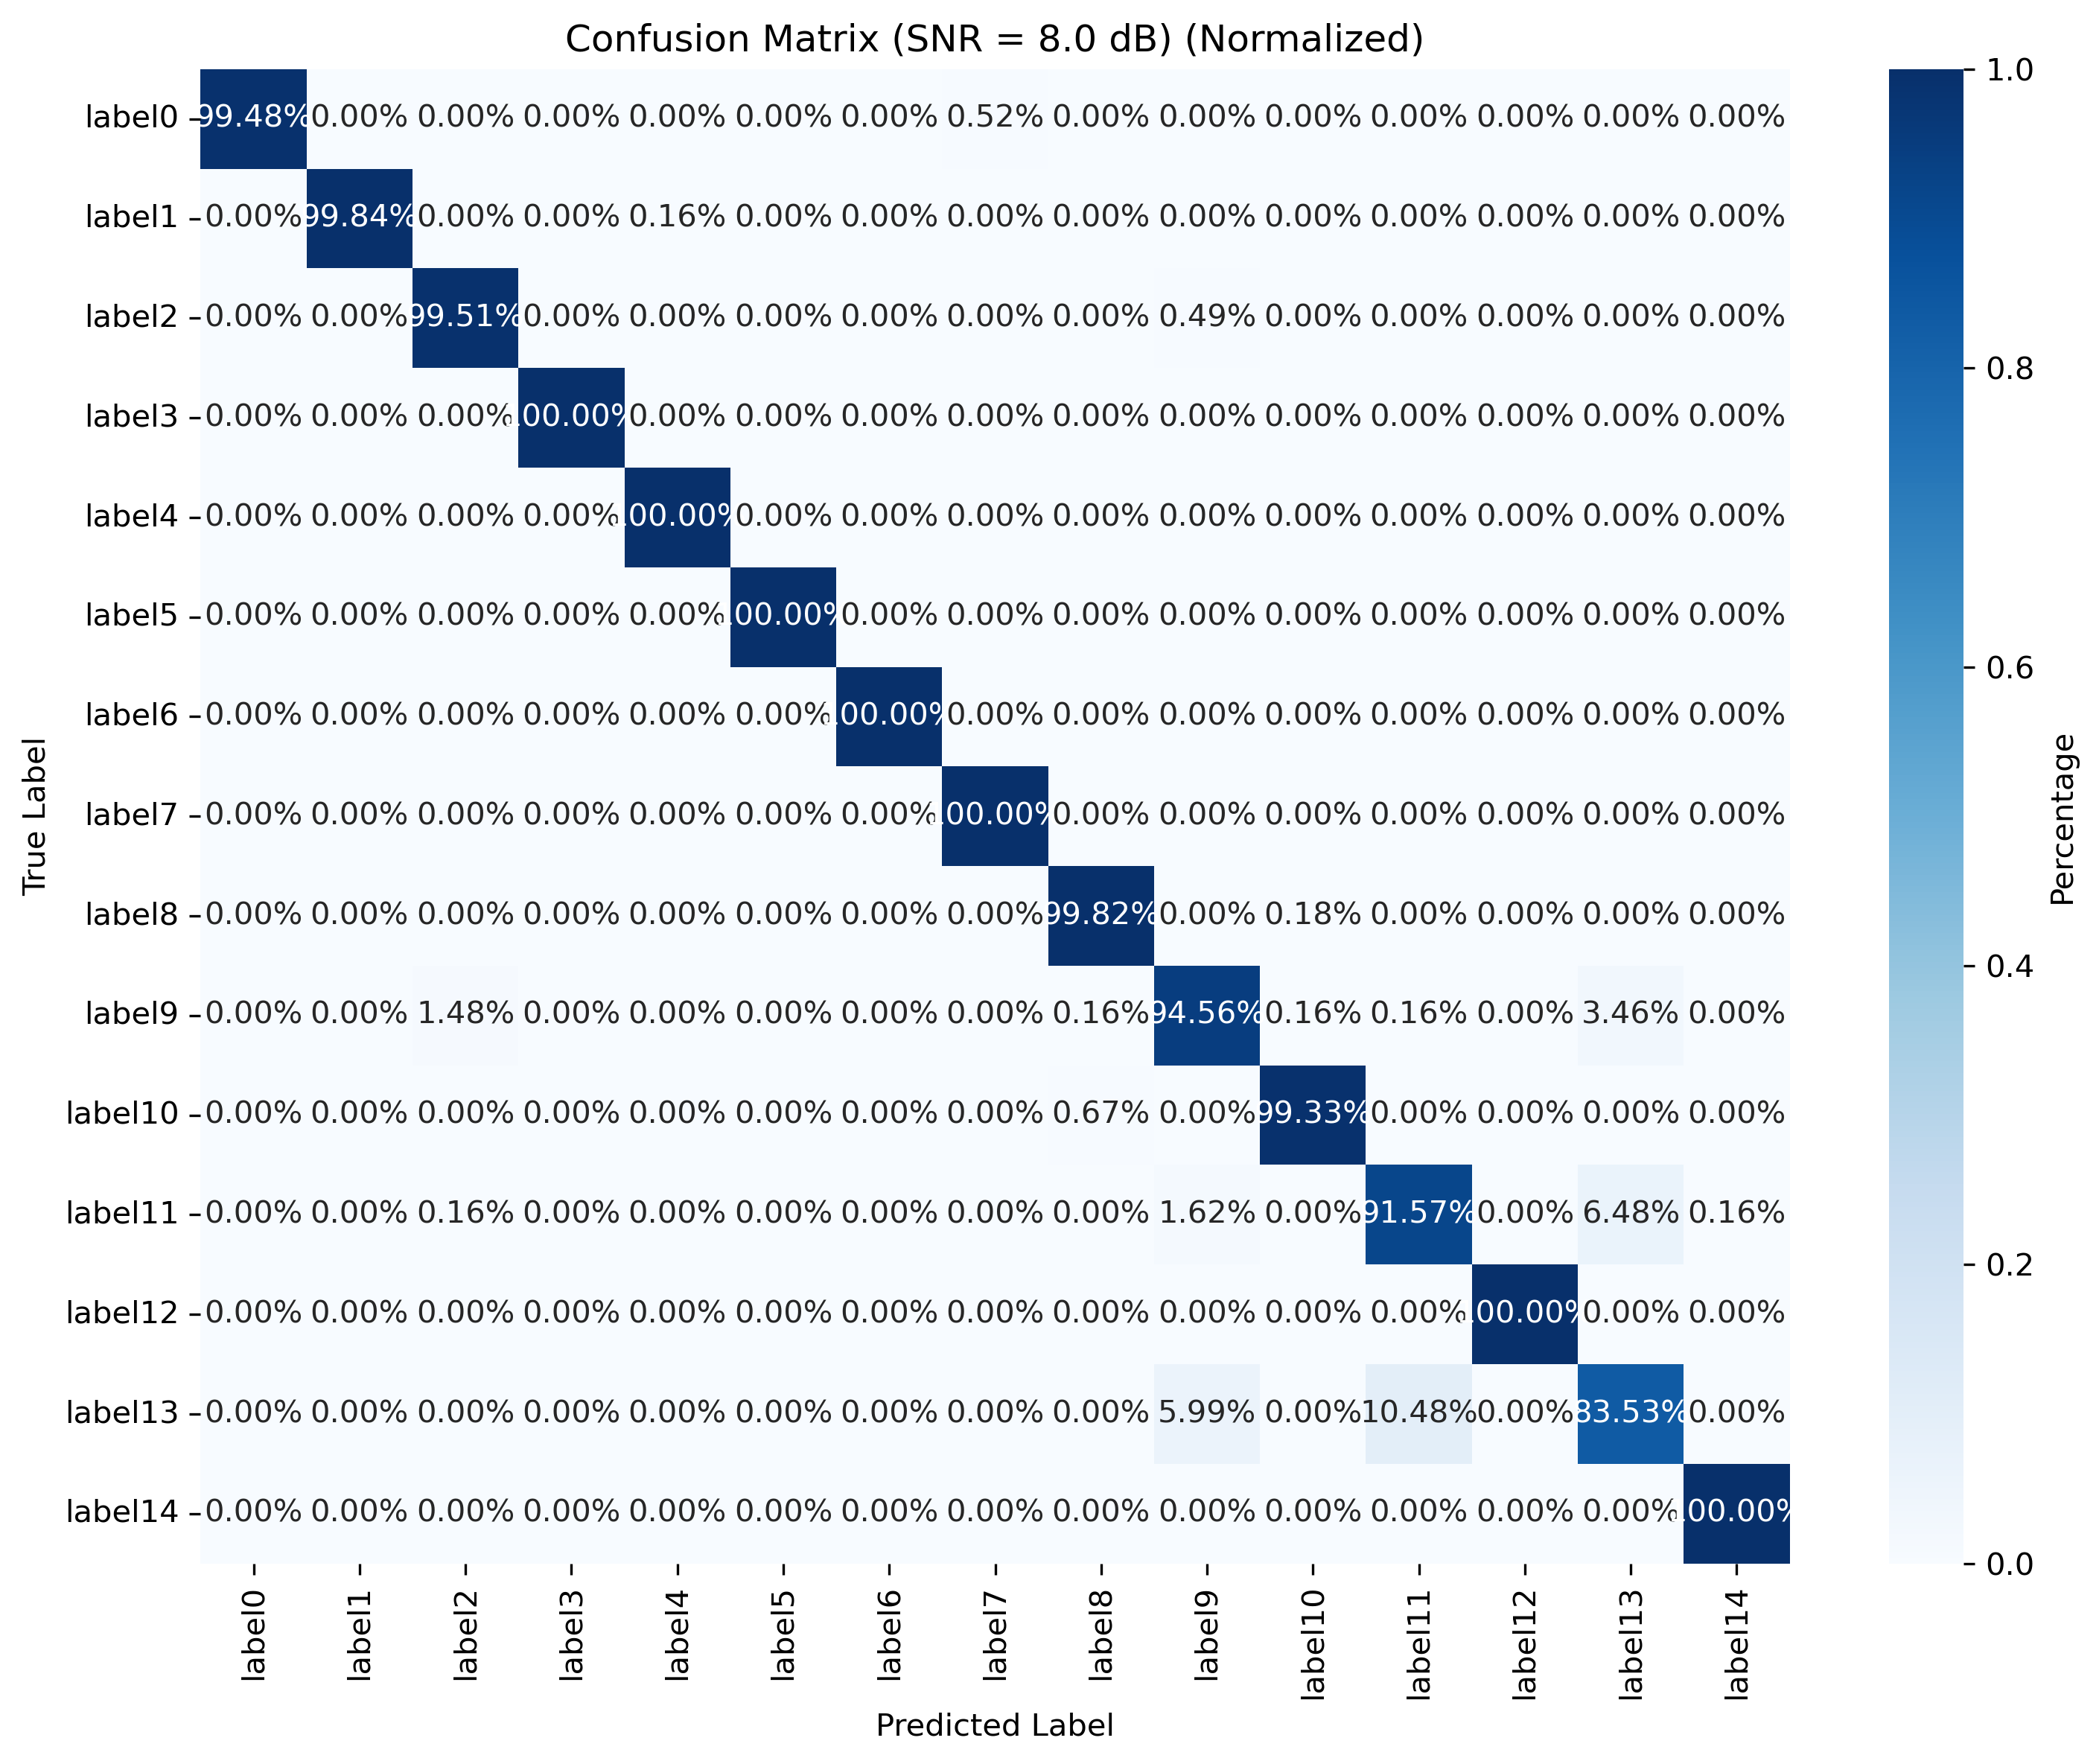 Confusion Matrix (SNR = 8.0 dB) (Normalized)
label0 99.48% 0.00% 0.00% 0.00% 0.00% 0.00% 0.00% 0.52% 0.00% 0.00% 0.00% 0.00% 0.00% 0.00% 0.00%
label1 0.00% 99.84% 0.00% 0.00% 0.16% 0.00% 0.00% 0.00% 0.00% 0.00% 0.00% 0.00% 0.00% 0.00% 0.00%
label2 0.00% 0.00% 99.51% 0.00% 0.00% 0.00% 0.00% 0.00% 0.00% 0.49% 0.00% 0.00% 0.00% 0.00% 0.00%
label3 0.00% 0.00% 0.00% 100.00% 0.00% 0.00% 0.00% 0.00% 0.00% 0.00% 0.00% 0.00% 0.00% 0.00% 0.00%
label4 0.00% 0.00% 0.00% 0.00% 100.00% 0.00% 0.00% 0.00% 0.00% 0.00% 0.00% 0.00% 0.00% 0.00% 0.00%
label5 0.00% 0.00% 0.00% 0.00% 0.00% 100.00% 0.00% 0.00% 0.00% 0.00% 0.00% 0.00% 0.00% 0.00% 0.00%
label6 0.00% 0.00% 0.00% 0.00% 0.00% 0.00% 100.00% 0.00% 0.00% 0.00% 0.00% 0.00% 0.00% 0.00% 0.00%
label7 0.00% 0.00% 0.00% 0.00% 0.00% 0.00% 0.00% 100.00% 0.00% 0.00% 0.00% 0.00% 0.00% 0.00% 0.00%
label8 0.00% 0.00% 0.00% 0.00% 0.00% 0.00% 0.00% 0.00% 99.82% 0.00% 0.18% 0.00% 0.00% 0.00% 0.00%
label9 0.00% 0.00% 1.48% 0.00% 0.00% 0.00% 0.00% 0.00% 0.16% 94.56% 0.16% 0.16% 0.00% 3.46% 0.00%
label10 0.00% 0.00% 0.00% 0.00% 0.00% 0.00% 0.00% 0.00% 0.67% 0.00% 99.33% 0.00% 0.00% 0.00% 0.00%
label11 0.00% 0.00% 0.16% 0.00% 0.00% 0.00% 0.00% 0.00% 0.00% 1.62% 0.00% 91.57% 0.00% 6.48% 0.16%
label12 0.00% 0.00% 0.00% 0.00% 0.00% 0.00% 0.00% 0.00% 0.00% 0.00% 0.00% 0.00% 100.00% 0.00% 0.00%
label13 0.00% 0.00% 0.00% 0.00% 0.00% 0.00% 0.00% 0.00% 0.00% 5.99% 0.00% 10.48% 0.00% 83.53% 0.00%
label14 0.00% 0.00% 0.00% 0.00% 0.00% 0.00% 0.00% 0.00% 0.00% 0.00% 0.00% 0.00% 0.00% 0.00% 100.00%
label0 label1 label2 label3 label4 label5 label6 label7 label8 label9 label10 label11 label12 label13 label14
Predicted Label
True Label
1.0
0.8
0.6
0.4
0.2
0.0
Percentage